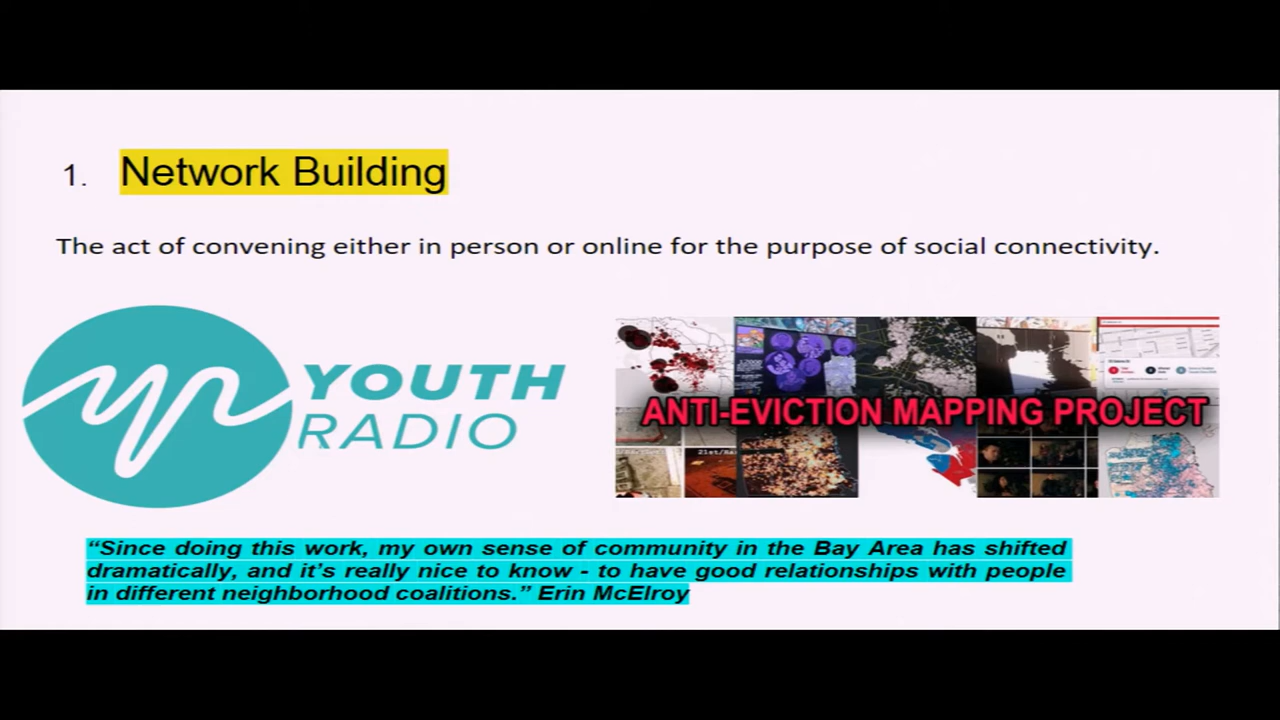 1. Network Building
The act of convening either in person or online for the purpose of social connectivity.
YOUTH
RADIO
ANTI-EVICTION MAPPING PROJECT
“Since doing this work, my own sense of community in the Bay Area has shifted
dramatically, and it’s really nice to know - to have good relationships with people
in different neighborhood coalitions.” Erin McElroy